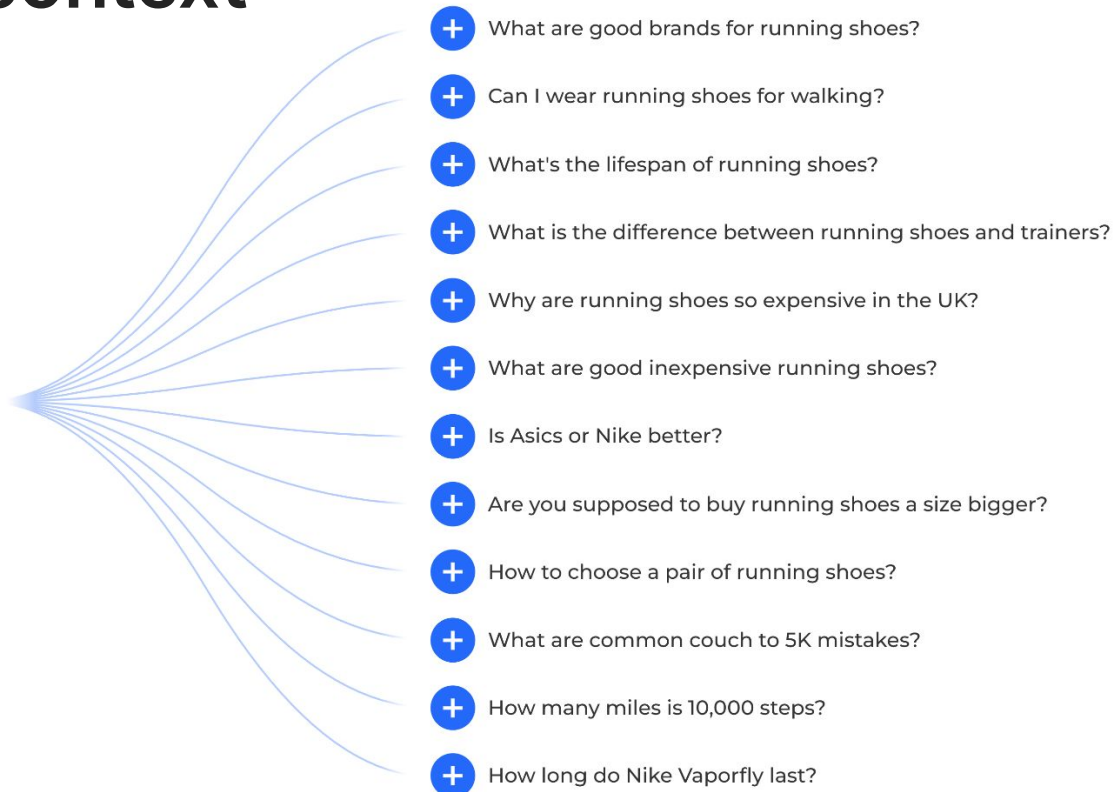 What are good brands for running shoes?
Can I wear running shoes for walking?
What's the lifespan of running shoes?
What is the difference between running shoes and trainers?
Why are running shoes so expensive in the UK?
What are good inexpensive running shoes?
Is Asics or Nike better?
Are you supposed to buy running shoes a size bigger?
How to choose a pair of running shoes?
What are common couch to 5K mistakes?
How many miles is 10,000 steps?
How long do Nike Vaporfly last?